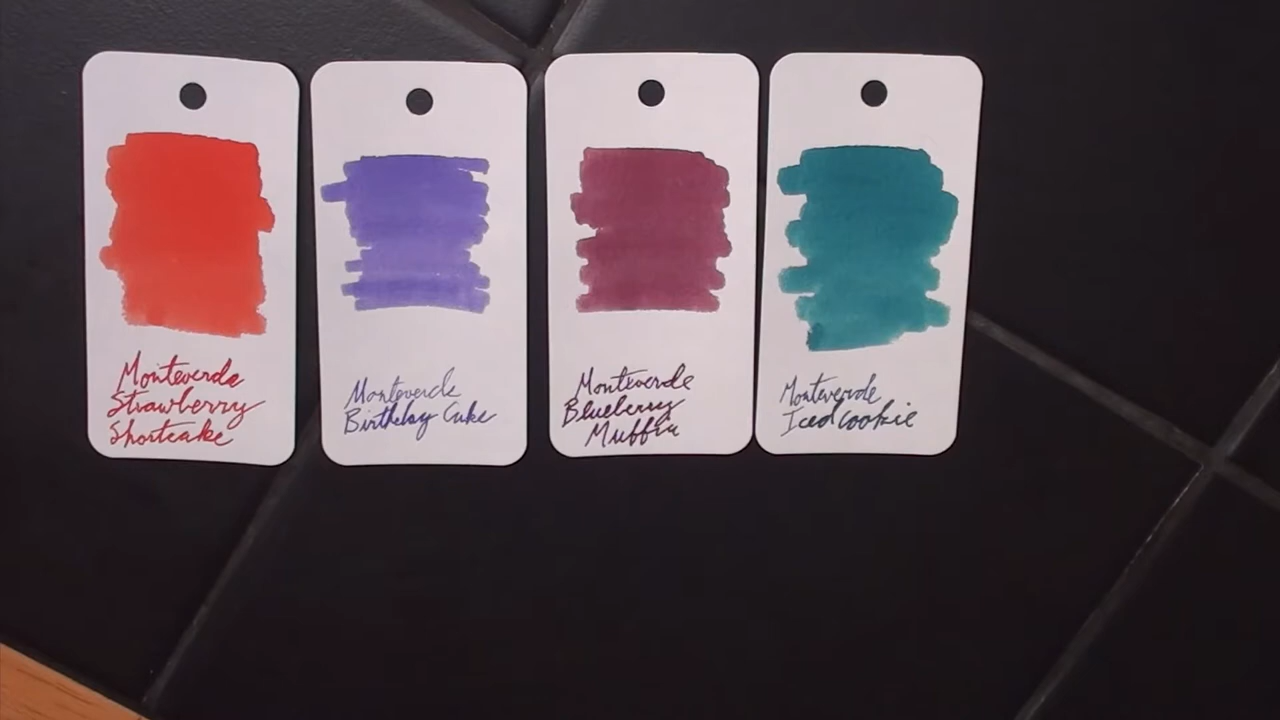 Monteverde
Strawberry
Shortcake
Monteverde
Birthday Cake
Monteverde
Blueberry
Muffin
Monteverde
Iced Cookie